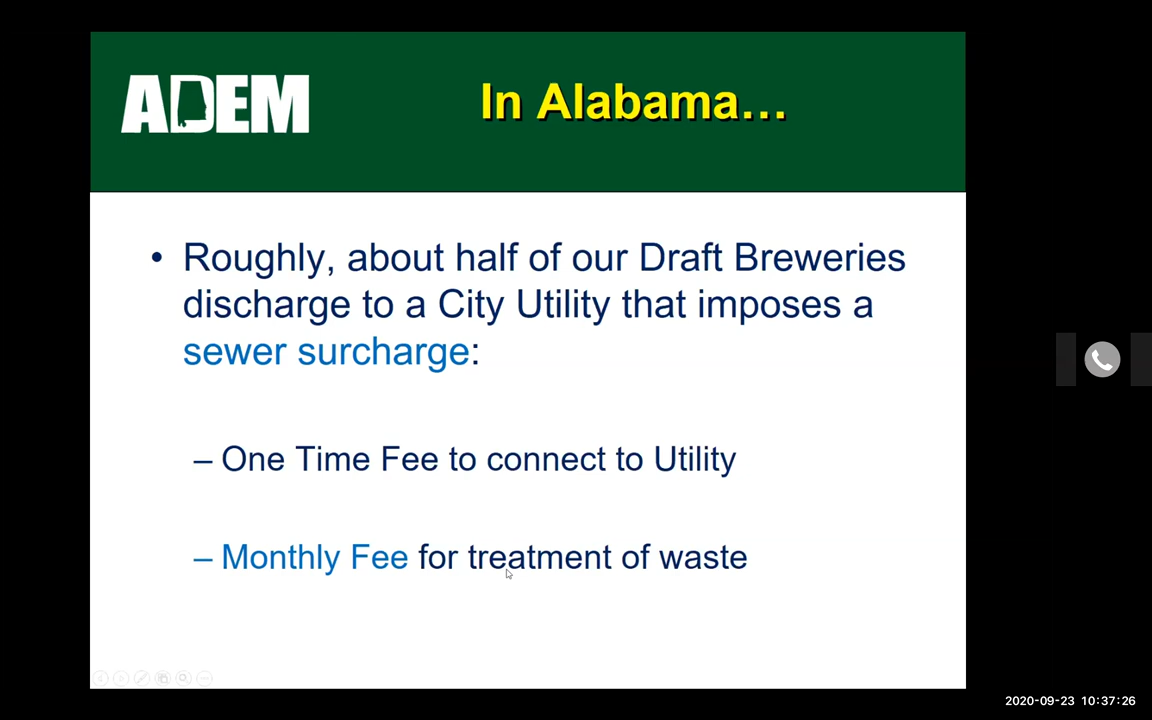 ADEM
In Alabama...
• Roughly, about half of our Draft Breweries
discharge to a City Utility that imposes a
sewer surcharge:
– One Time Fee to connect to Utility
– Monthly Fee for treatment of waste
2020-09-23 10:37:26